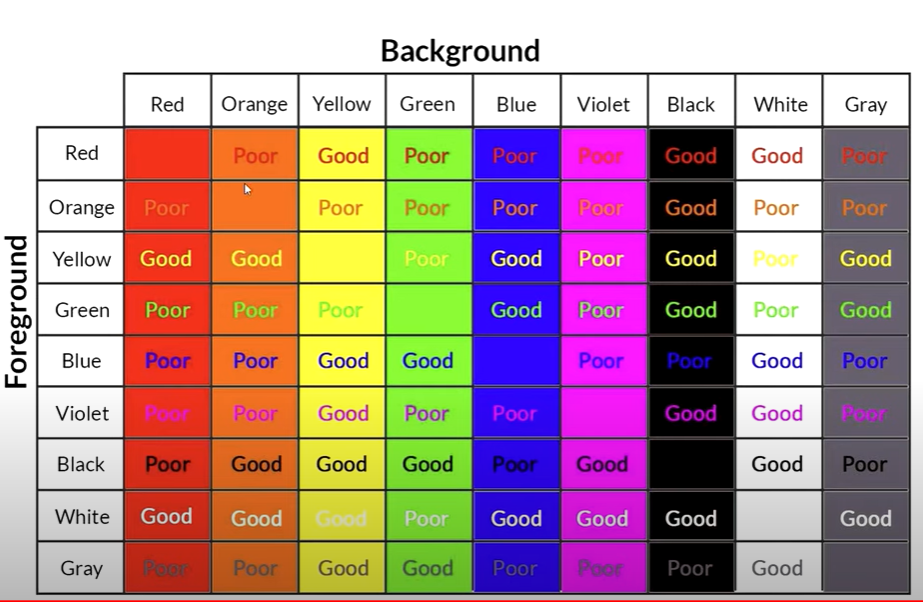 Background
Red Orange Yellow Green Blue Violet Black White Gray
Foreground
Red Poor Good Poor Poor Poor Good Good Poor
Orange Poor Poor Poor Poor Poor Good Poor Poor
Yellow Good Good Poor Good Poor Good Poor Good
Green Poor Poor Poor Good Poor Good Poor Good
Blue Poor Poor Good Good Poor Poor Good Poor
Violet Poor Poor Good Poor Poor Good Good Poor
Black Poor Good Good Good Poor Good Good Poor
White Good Good Good Poor Good Good Good Good
Gray Poor Poor Good Good Poor Poor Poor Good